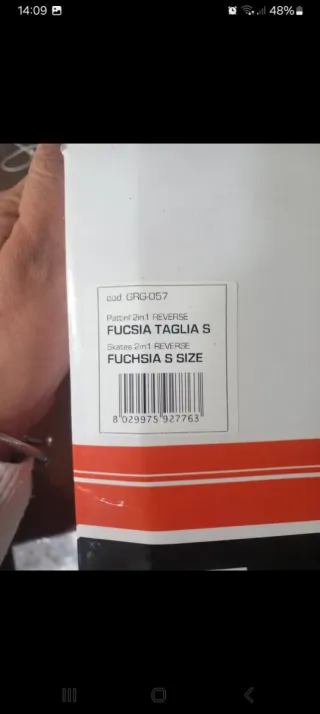 14:09 48%
cod. GRG-057
Pattini 2in1 REVERSE
FUCSIA TAGLIA S
Skates 2in1 REVERSE
FUCHSIA S SIZE
8 029975 927763